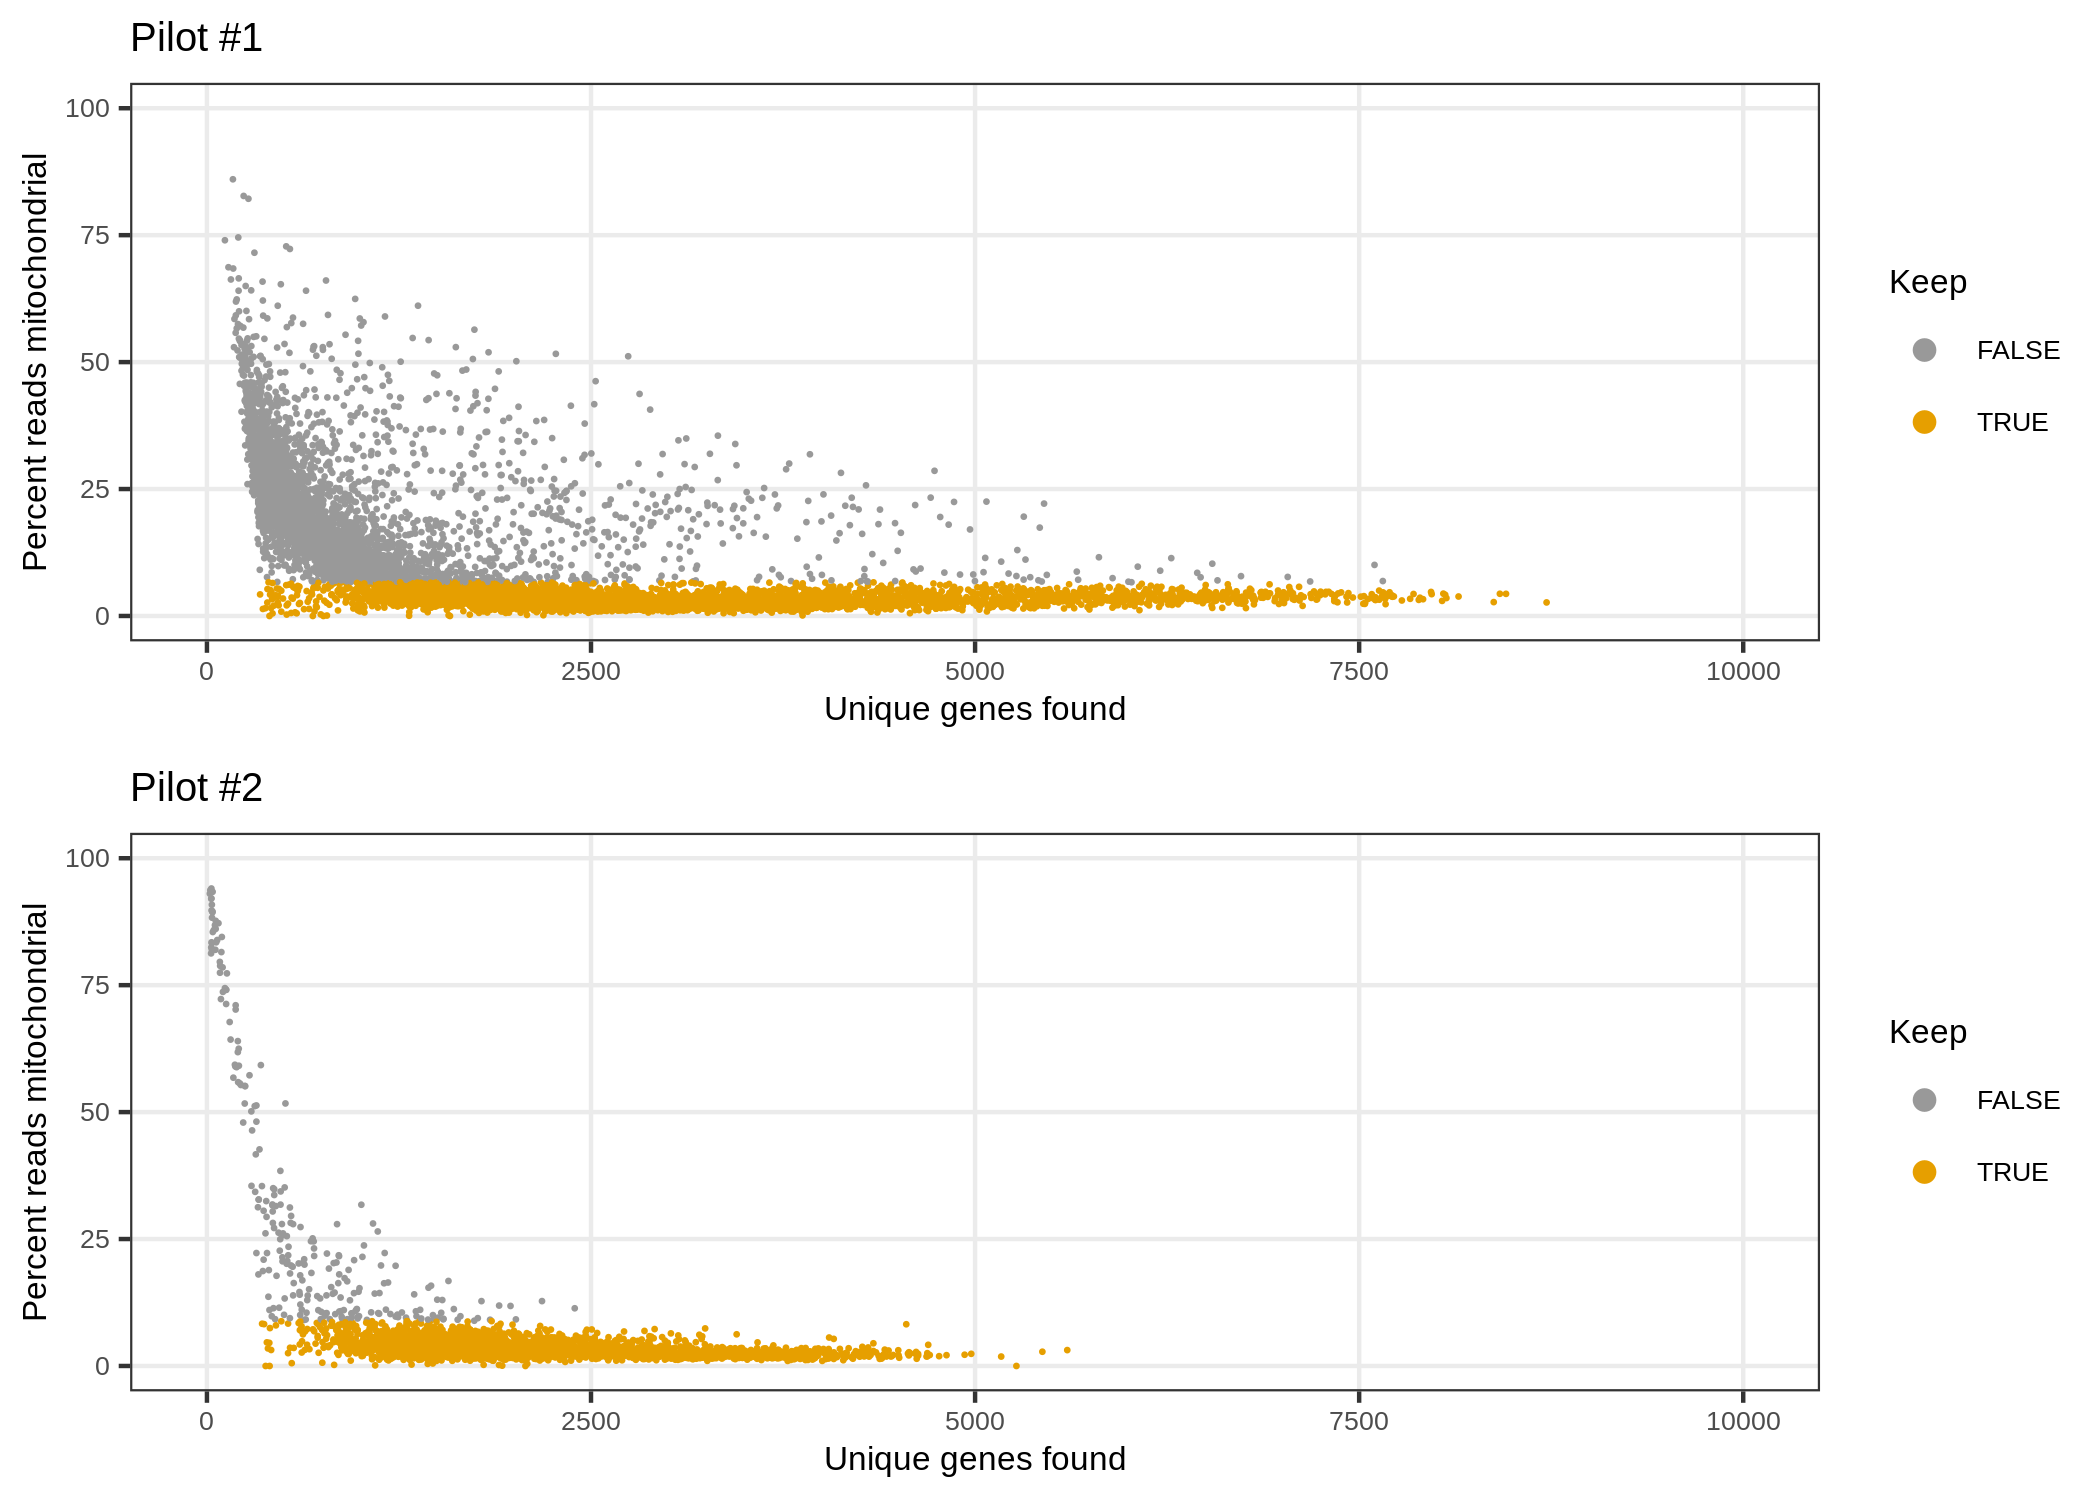 Pilot #1
Percent reads mitochondrial
100
75
50
25
0
0 2500 5000 7500 10000
Unique genes found
Keep
FALSE
TRUE
Pilot #2
Percent reads mitochondrial
100
75
50
25
0
0 2500 5000 7500 10000
Unique genes found
Keep
FALSE
TRUE